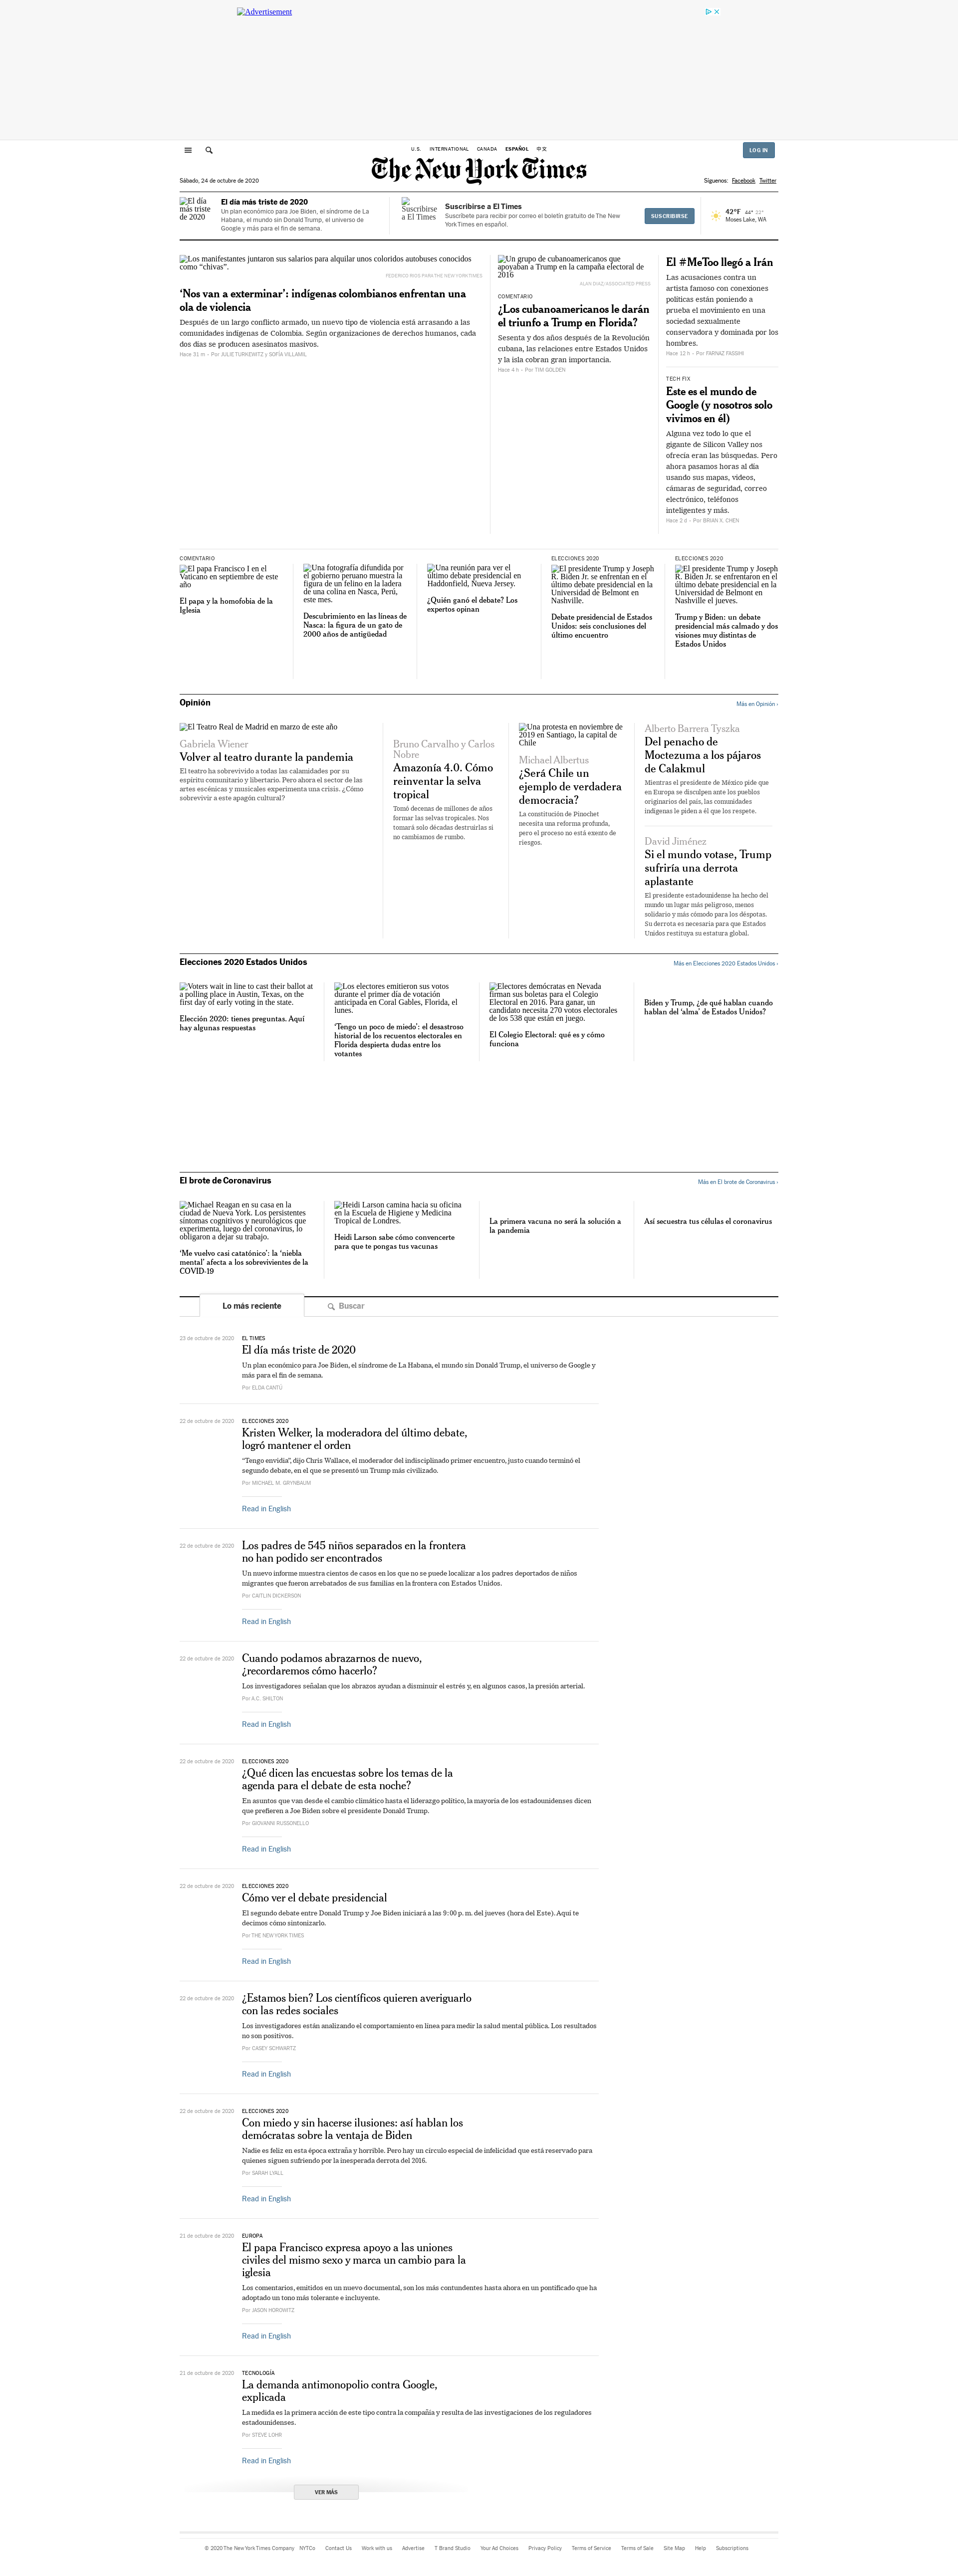 Advertisement
U.S. INTERNATIONAL CANADA ESPAÑOL 中文
LOG IN
The New York Times
Sábado, 24 de octubre de 2020
Síguenos: Facebook Twitter
El día
más triste
de 2020
El día más triste de 2020
Un plan económico para Joe Biden, el síndrome de La
Habana, el mundo sin Donald Trump, el universo de
Google y más para el fin de semana.
Suscribirse
a El Times
Suscribirse a El Times
Suscríbete para recibir por correo el boletín gratuito de The New
York Times en español.
SUSCRIBIRSE
42°F 44° 22°
Moses Lake, WA
Los manifestantes juntaron sus salarios para alquilar unos coloridos autobuses conocidos
como “chivas”.
FEDERICO RIOS PARA THE NEW YORK TIMES
‘Nos van a exterminar’: indígenas colombianos enfrentan una
ola de violencia
Después de un largo conflicto armado, un nuevo tipo de violencia está arrasando a las
comunidades indígenas de Colombia. Según organizaciones de derechos humanos, cada
dos días se producen asesinatos masivos.
Hace 31 m - Por JULIE TURKEWITZ y SOFÍA VILLAMIL
Un grupo de cubanoamericanos que
apoyaban a Trump en la campaña electoral de
2016
ALAN DIAZ/ASSOCIATED PRESS
COMENTARIO
¿Los cubanoamericanos le darán
el triunfo a Trump en Florida?
Sesenta y dos años después de la Revolución
cubana, las relaciones entre Estados Unidos
y la isla cobran gran importancia.
Hace 4 h - Por TIM GOLDEN
El #MeToo llegó a Irán
Las acusaciones contra un
artista famoso con conexiones
políticas están poniendo a
prueba el movimiento en una
sociedad sexualmente
conservadora y dominada por los
hombres.
Hace 12 h - Por FARNAZ FASSIHI
TECH FIX
Este es el mundo de
Google (y nosotros solo
vivimos en él)
Alguna vez todo lo que el
gigante de Silicon Valley nos
ofrecía eran las búsquedas. Pero
ahora pasamos horas al día
usando sus mapas, videos,
cámaras de seguridad, correo
electrónico, teléfonos
inteligentes y más.
Hace 2 d - Por BRIAN X. CHEN
COMENTARIO
El papa Francisco I en el
Vaticano en septiembre de este
año
El papa y la homofobia de la
Iglesia
Una fotografía difundida por
el gobierno peruano muestra la
figura de un felino en la ladera
de una colina en Nasca, Perú,
este mes.
Descubrimiento en las líneas de
Nasca: la figura de un gato de
2000 años de antigüedad
Una reunión para ver el
último debate presidencial en
Haddonfield, Nueva Jersey.
¿Quién ganó el debate? Los
expertos opinan
ELECCIONES 2020
El presidente Trump y Joseph
R. Biden Jr. se enfrentan en el
último debate presidencial en la
Universidad de Belmont en
Nashville.
Debate presidencial de Estados
Unidos: seis conclusiones del
último encuentro
ELECCIONES 2020
El presidente Trump y Joseph
R. Biden Jr. se enfrentaron en el
último debate presidencial en la
Universidad de Belmont en
Nashville el jueves.
Trump y Biden: un debate
presidencial más calmado y dos
visiones muy distintas de
Estados Unidos
Opinión
Más en Opinión ›
El Teatro Real de Madrid en marzo de este año
Gabriela Wiener
Volver al teatro durante la pandemia
El teatro ha sobrevivido a todas las calamidades por su
espíritu comunitario y libertario. Pero ahora parece a salvo de las
artes escénicas y musicales experimenta una crisis. ¿Cómo
sobrevivir a este apagón cultural?
Bruno Carvalho y Carlos
Nobre
Amazonía 4.0. Cómo
reinventar la selva
tropical
Tomó decenas de millones de años
formar las selvas tropicales. Nos
tomará solo décadas destruirlas si
no cambiamos de rumbo.
Una protesta en noviembre de
2019 en Santiago, la capital de
Chile
Michael Albertus
¿Será Chile un
ejemplo de verdadera
democracia?
La constitución de Pinochet
necesita una reforma profunda,
pero el proceso no está exento de
riesgos.
Alberto Barrera Tyszka
Del penacho de
Moctezuma a los pájaros
de Calakmul
Mientras el presidente de México pide que
en Europa se disculpen ante los pueblos
originarios del país, las comunidades
indígenas le piden a él que los respete.
David Jiménez
Si el mundo votase, Trump
sufriría una derrota
aplastante
El presidente estadounidense ha hecho del
mundo un lugar más peligroso, menos
solidario y más cómodo para los déspotas.
Su derrota es necesaria para que Estados
Unidos restituya su estatura global.
Elecciones 2020 Estados Unidos
Más en Elecciones 2020 Estados Unidos ›
Voters wait in line to cast their ballot at
a polling place in Austin, Texas, on the
first day of early voting in the state.
Elección 2020: tienes preguntas. Aquí
hay algunas respuestas
Los electores emitieron sus votos
durante el primer día de votación
anticipada en Coral Gables, Florida, el
lunes.
‘Tengo un poco de miedo’: el desastroso
historial de los recuentos electorales en
Florida despierta dudas entre los
votantes
Electores demócratas en Nevada
firman sus boletas para el Colegio
Electoral en 2016. Para ganar, un
candidato necesita 270 votos electorales
de los 538 que están en juego.
El Colegio Electoral: qué es y cómo
funciona
Biden y Trump, ¿de qué hablan cuando
hablan del ‘alma’ de Estados Unidos?
El brote de Coronavirus
Más en El brote de Coronavirus ›
Michael Reagan en su casa en la
ciudad de Nueva York. Los persistentes
síntomas cognitivos y neurológicos que
experimenta, luego del coronavirus, lo
obligaron a dejar su trabajo.
‘Me vuelvo casi catatónico’: la ‘niebla
mental’ afecta a los sobrevivientes de la
COVID-19
Heidi Larson camina hacia su oficina
en la Escuela de Higiene y Medicina
Tropical de Londres.
Heidi Larson sabe cómo convencerte
para que te pongas tus vacunas
La primera vacuna no será la solución a
la pandemia
Así secuestra tus células el coronavirus
Lo más reciente
Buscar
23 de octubre de 2020
EL TIMES
El día más triste de 2020
Un plan económico para Joe Biden, el síndrome de La Habana, el mundo sin Donald Trump, el universo de Google y
más para el fin de semana.
Por ELDA CANTÚ
23 de octubre de 2020
ELECCIONES 2020
Kristen Welker, la moderadora del último debate,
logró mantener el orden
“Tengo envidia”, dijo Chris Wallace, el moderador del indisciplinado primer encuentro, justo cuando terminó el
segundo debate, en el que se presentó un Trump más civilizado.
Por MICHAEL M. GRYNBAUM
Read in English
22 de octubre de 2020
Los padres de 545 niños separados en la frontera
no han podido ser encontrados
Un nuevo informe muestra cientos de casos en los que no se puede localizar a los padres deportados de niños
migrantes que fueron arrebatados de sus familias en la frontera con Estados Unidos.
Por CAITLIN DICKERSON
Read in English
22 de octubre de 2020
Cuando podamos abrazarnos de nuevo,
¿recordaremos cómo hacerlo?
Los investigadores señalan que los abrazos ayudan a disminuir el estrés y, en algunos casos, la presión arterial.
Por A.C. SHILTON
Read in English
22 de octubre de 2020
ELECCIONES 2020
¿Qué dicen las encuestas sobre los temas de la
agenda para el debate de esta noche?
En asuntos que van desde el cambio climático hasta el liderazgo político, la mayoría de los estadounidenses dicen
que prefieren a Joe Biden sobre el presidente Donald Trump.
Por GIOVANNI RUSSONELLO
Read in English
22 de octubre de 2020
ELECCIONES 2020
Cómo ver el debate presidencial
El segundo debate entre Donald Trump y Joe Biden iniciará a las 9:00 p. m. del jueves (hora del Este). Aquí te
decimos cómo sintonizarlo.
Por THE NEW YORK TIMES
Read in English
22 de octubre de 2020
¿Estamos bien? Los científicos quieren averiguarlo
con las redes sociales
Los investigadores están analizando el comportamiento en línea para medir la salud mental pública. Los resultados
no son positivos.
Por CASEY SCHWARTZ
Read in English
22 de octubre de 2020
ELECCIONES 2020
Con miedo y sin hacerse ilusiones: así hablan los
demócratas sobre la ventaja de Biden
Nadie es feliz en esta época extraña y horrible. Pero hay un círculo especial de infelicidad que está reservado para
quienes siguen sufriendo por la inesperada derrota del 2016.
Por SARAH LYALL
Read in English
21 de octubre de 2020
EUROPA
El papa Francisco expresa apoyo a las uniones
civiles del mismo sexo y marca un cambio para la
iglesia
Los comentarios, emitidos en un nuevo documental, son los más contundentes hasta ahora en un pontificado que ha
adoptado un tono más tolerante e incluyente.
Por JASON HOROWITZ
Read in English
21 de octubre de 2020
TECNOLOGÍA
La demanda antimonopolio contra Google,
explicada
La medida es la primera acción de este tipo contra la compañía y resulta de las investigaciones de los reguladores
estadounidenses.
Por STEVE LOHR
Read in English
VER MÁS
© 2020 The New York Times Company NYTCo Contact Us Work with us Advertise T Brand Studio Your Ad Choices Privacy Policy Terms of Service Terms of Sale Site Map Help Subscriptions